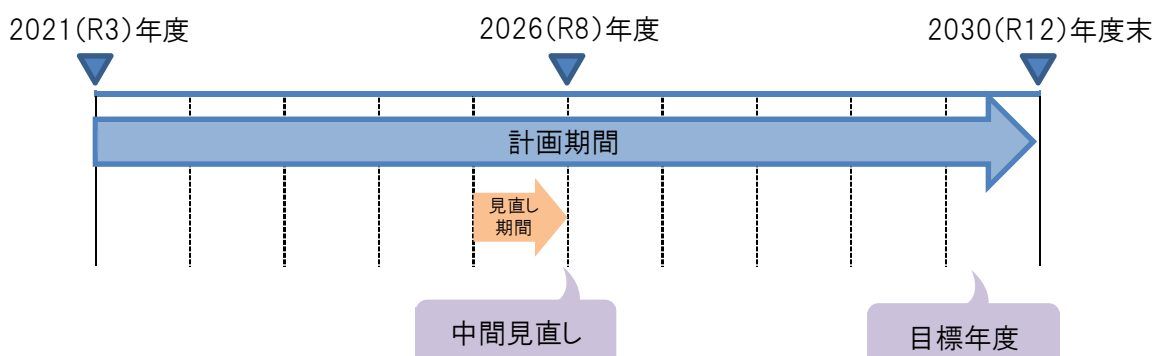 2021(R3)年度
2026(R8)年度
2030(R12)年度末
計画期間
見直し
期間
中間見直し
目標年度